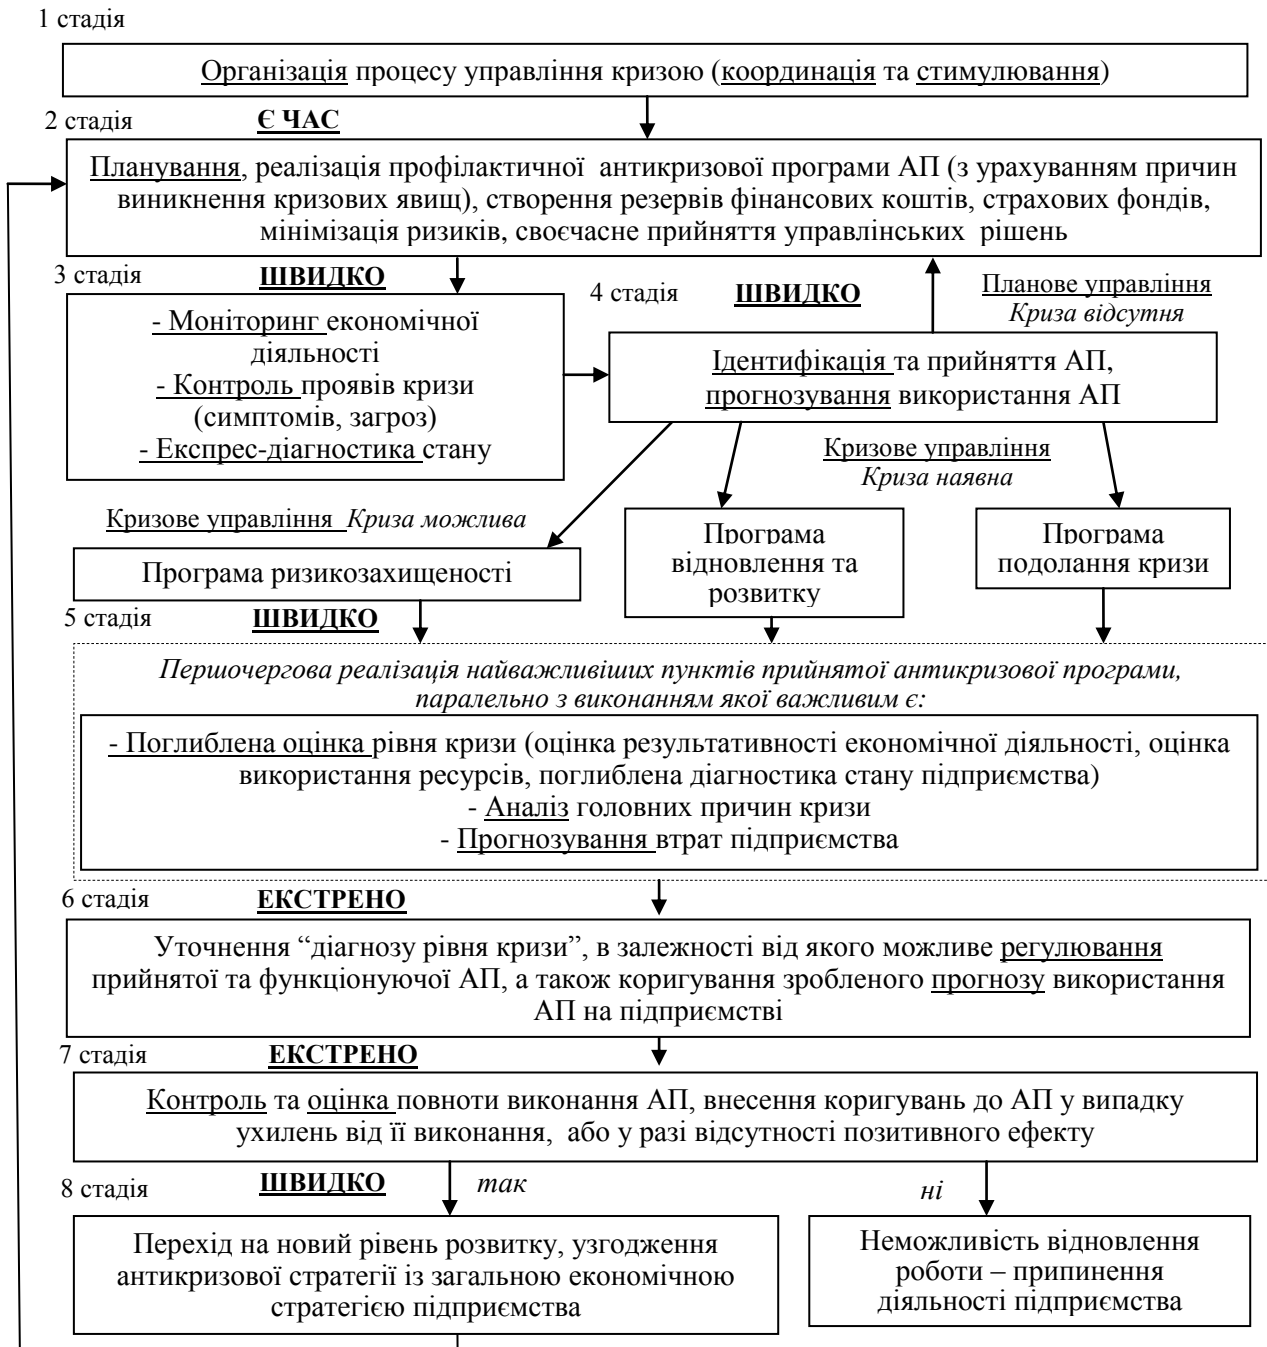 1 стадія
Організація процесу управління кризою (координація та стимулювання)
2 стадія
Є ЧАС
Планування, реалізація профілактичної антикризової програми АП (з урахуванням причин
виникнення кризових явищ), створення резервів фінансових коштів, страхових фондів,
мінімізація ризиків, своєчасне прийняття управлінських рішень
3 стадія
ШВИДКО
- Моніторинг економічної
діяльності
- Контроль проявів кризи
(симптомів, загроз)
- Експрес-діагностика стану
4 стадія
ШВИДКО
Планове управління
Криза відсутня
Ідентифікація та прийняття АП,
прогнозування використання АП
Кризове управління
Криза наявна
Кризове управління Криза можлива
Програма ризикозахищеності
Програма
відновлення та
розвитку
Програма
подолання кризи
5 стадія
ШВИДКО
Першочергова реалізація найважливіших пунктів прийнятої антикризової програми,
паралельно з виконанням якої важливим є:
- Поглиблена оцінка рівня кризи (оцінка результативності економічної діяльності, оцінка
використання ресурсів, поглиблена діагностика стану підприємства)
- Аналіз головних причин кризи
- Прогнозування втрат підприємства
6 стадія
ЕКСТРЕНО
Уточнення “діагнозу рівня кризи”, в залежності від якого можливе регулювання
прийнятої та функціонуючої АП, а також коригування зробленого прогнозу використання
АП на підприємстві
7 стадія
ЕКСТРЕНО
Контроль та оцінка повноти виконання АП, внесення коригувань до АП у випадку
ухилень від її виконання, або у разі відсутності позитивного ефекту
8 стадія
ШВИДКО
так
ні
Перехід на новий рівень розвитку, узгодження
антикризової стратегії із загальною економічною
стратегією підприємства
Неможливість відновлення
роботи – припинення
діяльності підприємства